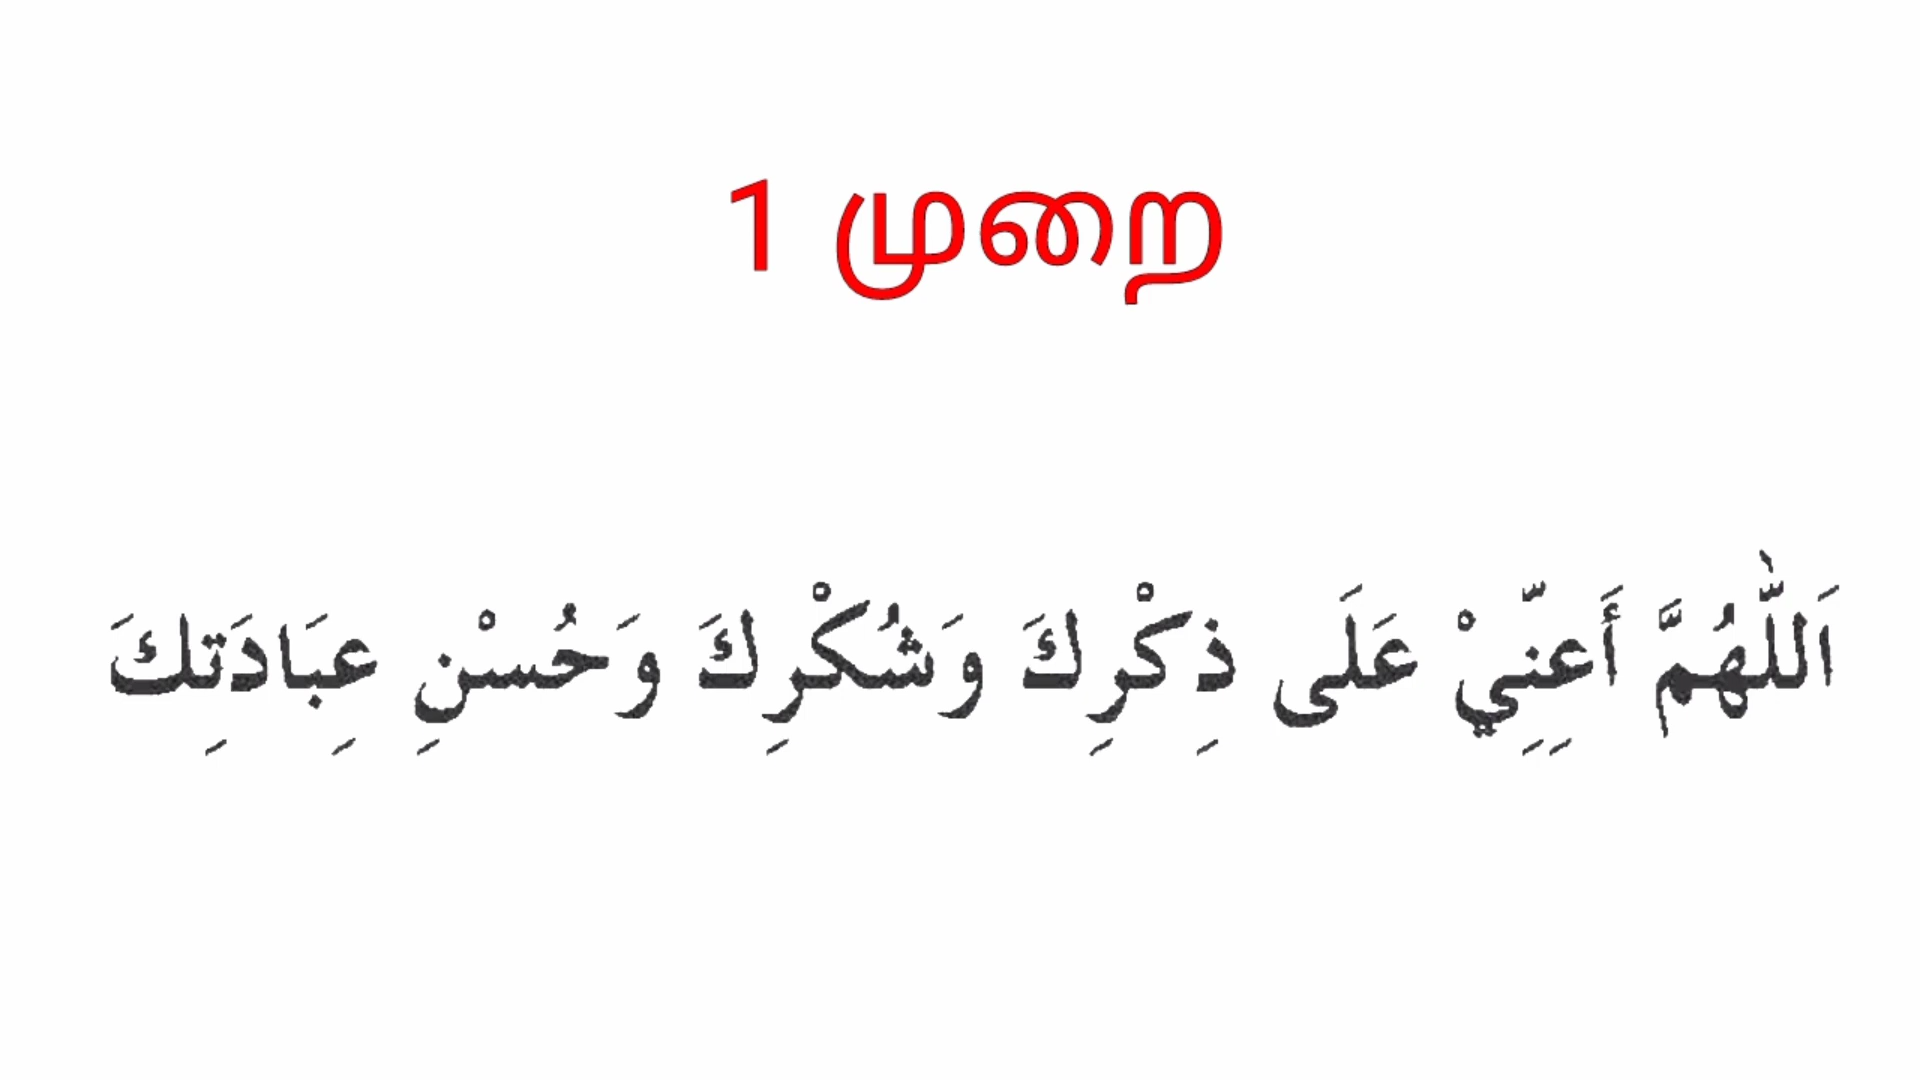 1 முறை
اَللّٰهُمَّ أَعِنِّيْ عَلَى ذِكْرِكَ وَشُكْرِكَ وَحُسْنِ عِبَادَتِكَ